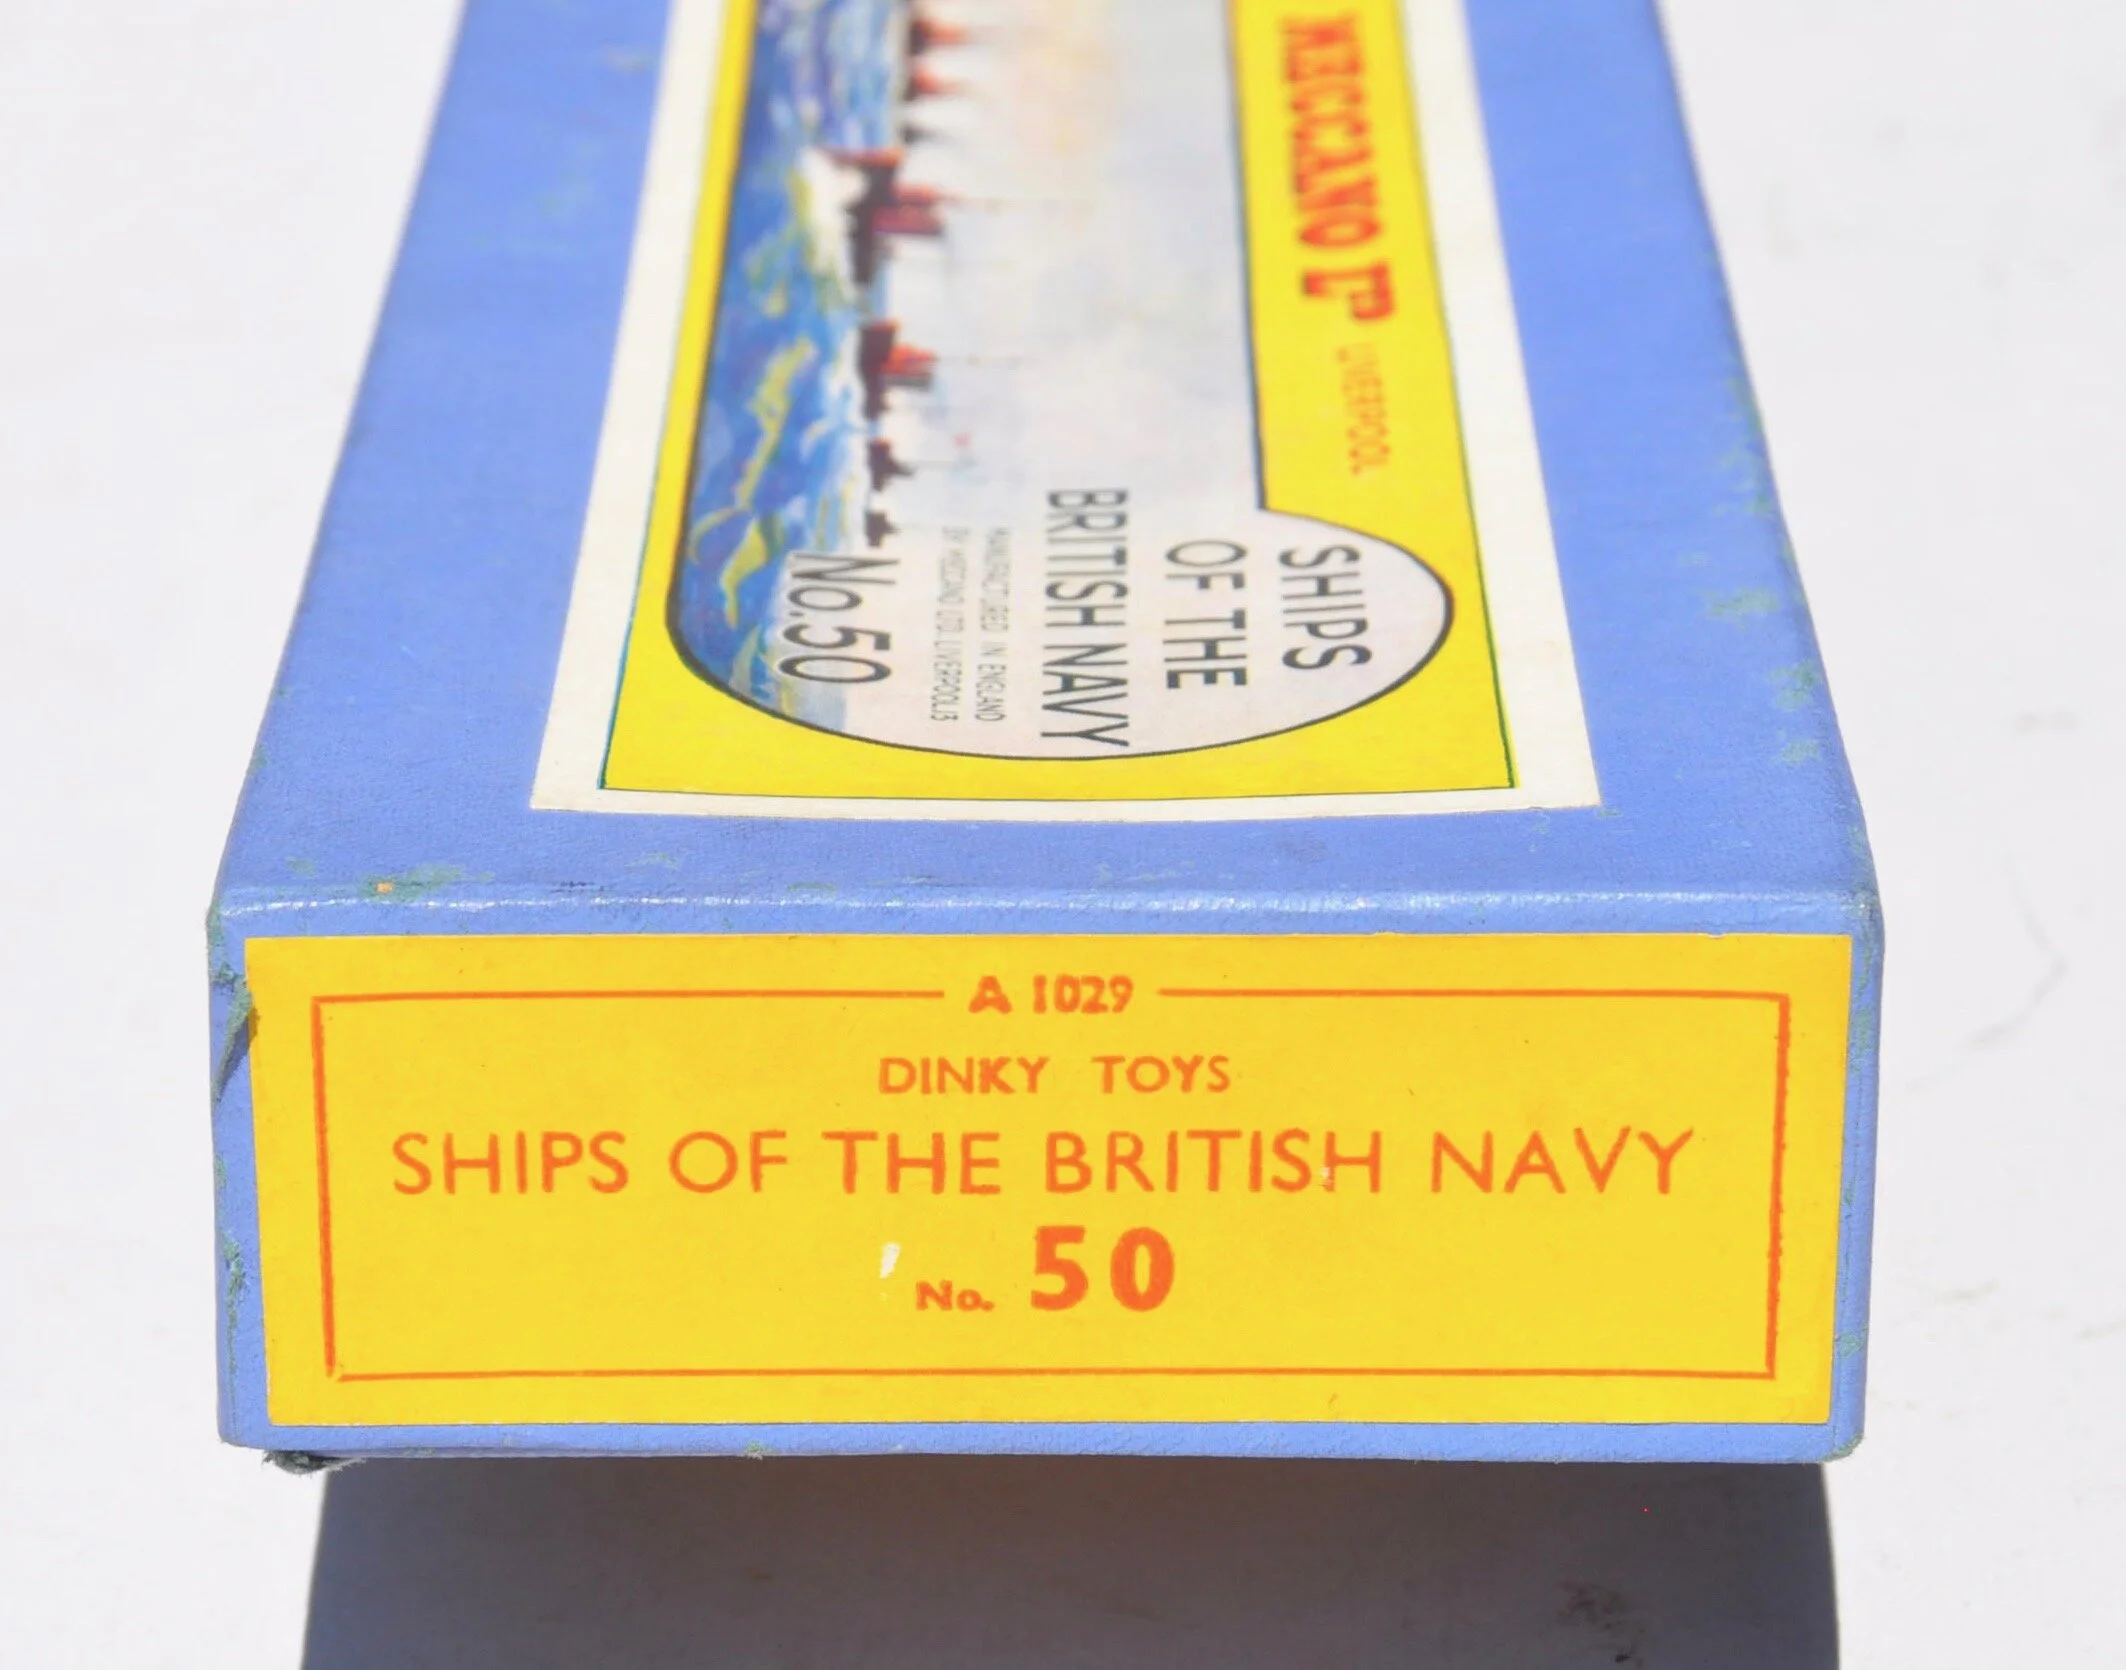 MECCANO LTD LIVERPOOL
SHIPS
OF THE
BRITISH NAVY
MANUFACTURED IN ENGLAND
BY MECCANO LTD. LIVERPOOL 13
No. 50
A 1029
DINKY TOYS
SHIPS OF THE BRITISH NAVY
No. 50